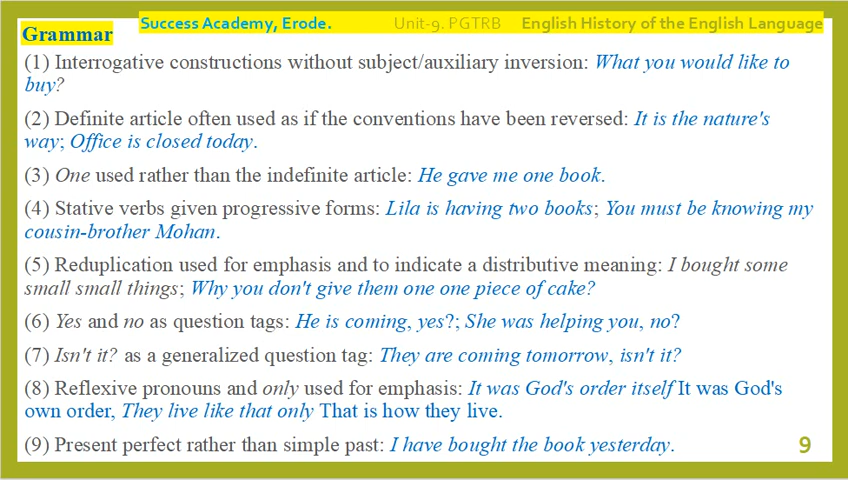 Success Academy, Erode. Unit-9. PGTRB English History of the English Language
Grammar
(1) Interrogative constructions without subject/auxiliary inversion: What you would like to
buy?
(2) Definite article often used as if the conventions have been reversed: It is the nature's
way; Office is closed today.
(3) One used rather than the indefinite article: He gave me one book.
(4) Stative verbs given progressive forms: Lila is having two books; You must be knowing my
cousin-brother Mohan.
(5) Reduplication used for emphasis and to indicate a distributive meaning: I bought some
small small things; Why you don't give them one one piece of cake?
(6) Yes and no as question tags: He is coming, yes?; She was helping you, no?
(7) Isn't it? as a generalized question tag: They are coming tomorrow, isn't it?
(8) Reflexive pronouns and only used for emphasis: It was God's order itself It was God's
own order, They live like that only That is how they live.
(9) Present perfect rather than simple past: I have bought the book yesterday.
9